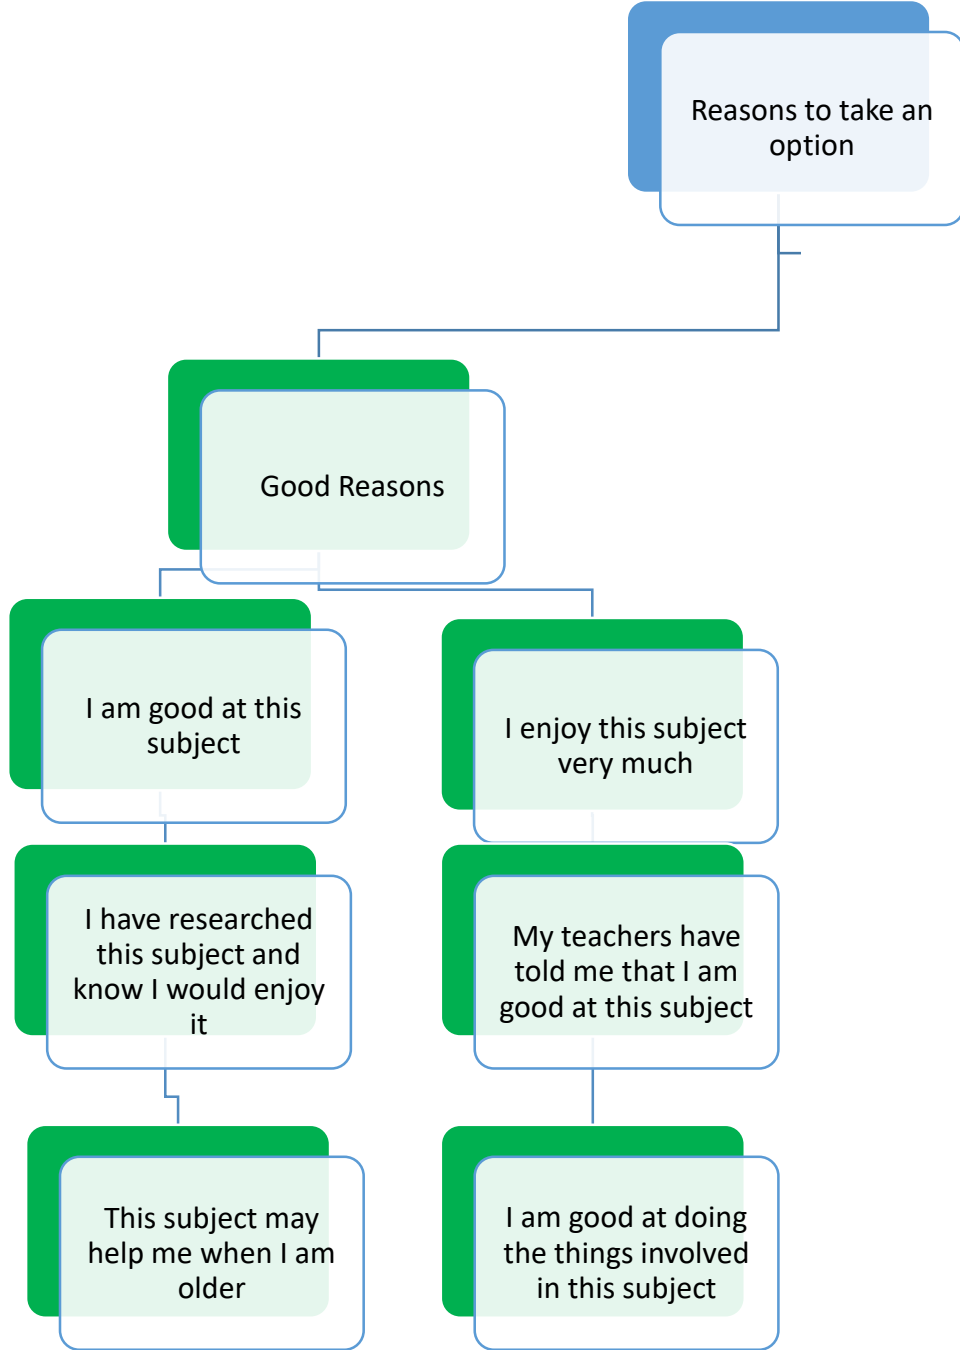 Reasons to take an
option
Good Reasons
I am good at this
subject
I enjoy this subject
very much
I have researched
this subject and
know I would enjoy
it
My teachers have
told me that I am
good at this subject
This subject may
help me when I am
older
I am good at doing
the things involved
in this subject